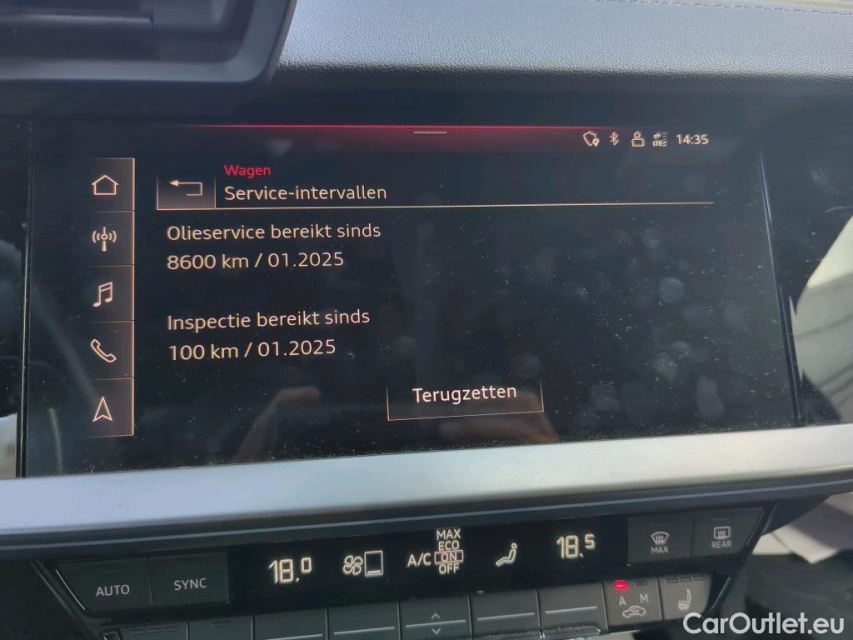 14:35
Wagen
Service-intervallen
Olieservice bereikt sinds
8600 km / 01.2025
Inspectie bereikt sinds
100 km / 01.2025
Terugzetten
MAX
ECO
A/C ON
OFF
18.0
18.5
MAX
REAR
AUTO
SYNC
A M
CarOutlet.eu